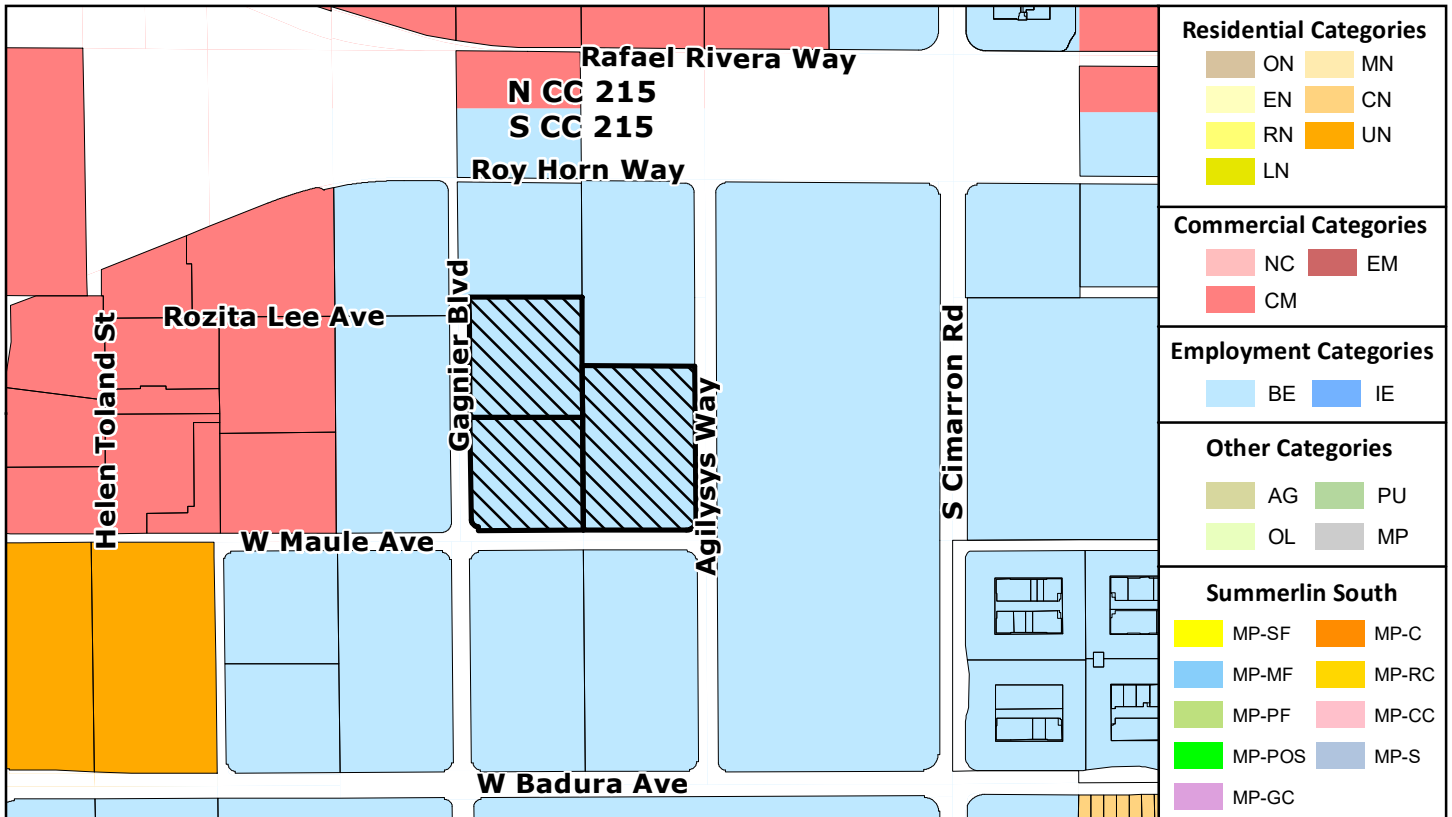 Rafael Rivera Way
N CC 215
S CC 215
Roy Horn Way
Gagnier Blvd
Rozita Lee Ave
Helen Toland St
S Cimarron Rd
Agilysys Way
W Maule Ave
W Badura Ave
Residential Categories
ON MN
EN CN
RN UN
LN
Commercial Categories
NC EM
CM
Employment Categories
BE IE
Other Categories
AG PU
OL MP
Summerlin South
MP-SF MP-C
MP-MF MP-RC
MP-PF MP-CC
MP-POS MP-S
MP-GC